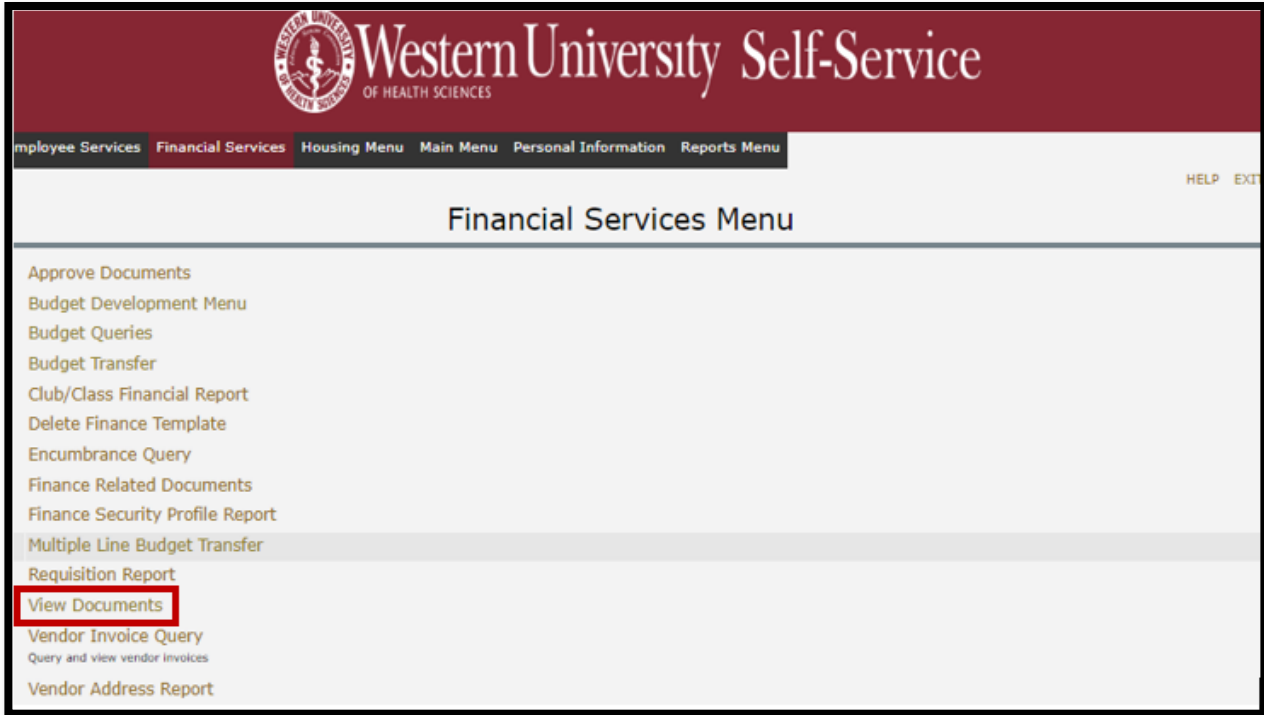 Western University Self-Service
OF HEALTH SCIENCES
mployee Services Financial Services Housing Menu Main Menu Personal Information Reports Menu
HELP EXIT
Financial Services Menu
Approve Documents
Budget Development Menu
Budget Queries
Budget Transfer
Club/Class Financial Report
Delete Finance Template
Encumbrance Query
Finance Related Documents
Finance Security Profile Report
Multiple Line Budget Transfer
Requisition Report
View Documents
Vendor Invoice Query
Query and view vendor invoices
Vendor Address Report